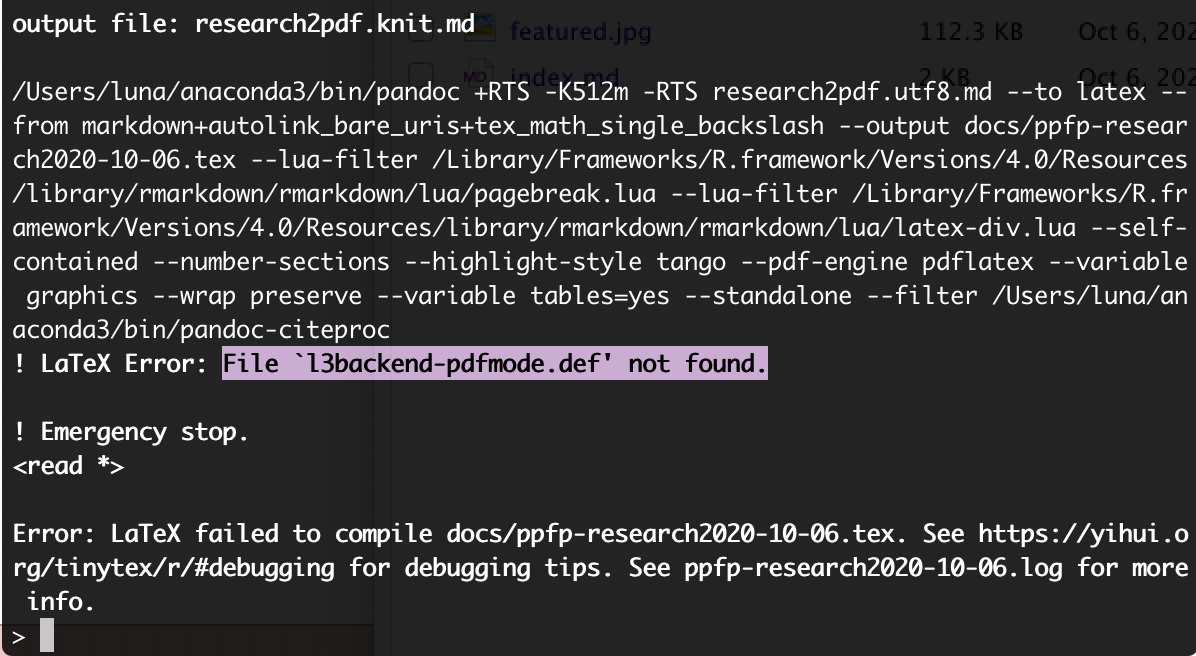 output file: research2pdf.knit.md
featured.jpg 112.3 KB Oct 6, 202
index.md 2 KB Oct 6, 202
/Users/luna/anaconda3/bin/pandoc +RTS -K512m -RTS research2pdf.utf8.md --to latex --
from markdown+autolink_bare_uris+tex_math_single_backslash --output docs/ppfp-resear
ch2020-10-06.tex --lua-filter /Library/Frameworks/R.framework/Versions/4.0/Resources
/library/rmarkdown/rmarkdown/lua/pagebreak.lua --lua-filter /Library/Frameworks/R.fr
amework/Versions/4.0/Resources/library/rmarkdown/rmarkdown/lua/latex-div.lua --self-
contained --number-sections --highlight-style tango --pdf-engine pdflatex --variable
 graphics --wrap preserve --variable tables=yes --standalone --filter /Users/luna/an
aconda3/bin/pandoc-citeproc
! LaTeX Error: File `l3backend-pdfmode.def' not found.
! Emergency stop.
<read *>
Error: LaTeX failed to compile docs/ppfp-research2020-10-06.tex. See https://yihui.o
rg/tinytex/r/#debugging for debugging tips. See ppfp-research2020-10-06.log for more
 info.
>